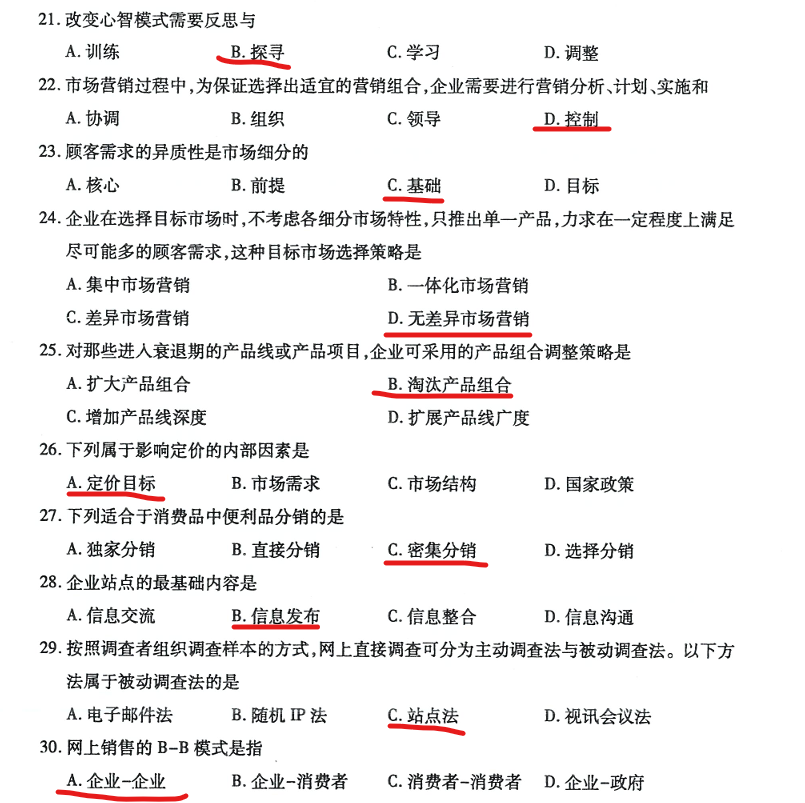 21. 改变心智模式需要反思与
A. 训练 B. 探寻 C. 学习 D. 调整
22. 市场营销过程中,为保证选择出适宜的营销组合,企业需要进行营销分析、计划、实施和
A. 协调 B. 组织 C. 领导 D. 控制
23. 顾客需求的异质性是市场细分的
A. 核心 B. 前提 C. 基础 D. 目标
24. 企业在选择目标市场时,不考虑各细分市场特性,只推出单一产品,力求在一定程度上满足
尽可能多的顾客需求,这种目标市场选择策略是
A. 集中市场营销 B. 一体化市场营销
C. 差异市场营销 D. 无差异市场营销
25. 对那些进入衰退期的产品线或产品项目,企业可采用的产品组合调整策略是
A. 扩大产品组合 B. 淘汰产品组合
C. 增加产品线深度 D. 扩展产品线广度
26. 下列属于影响定价的内部因素是
A. 定价目标 B. 市场需求 C. 市场结构 D. 国家政策
27. 下列适合于消费品中便利品分销的是
A. 独家分销 B. 直接分销 C. 密集分销 D. 选择分销
28. 企业站点的最基础内容是
A. 信息交流 B. 信息发布 C. 信息整合 D. 信息沟通
29. 按照调查者组织调查样本的方式,网上直接调查可分为主动调查法与被动调查法。以下方
法属于被动调查法的是
A. 电子邮件法 B. 随机 IP 法 C. 站点法 D. 视讯会议法
30. 网上销售的 B-B 模式是指
A. 企业-企业 B. 企业-消费者 C. 消费者-消费者 D. 企业-政府